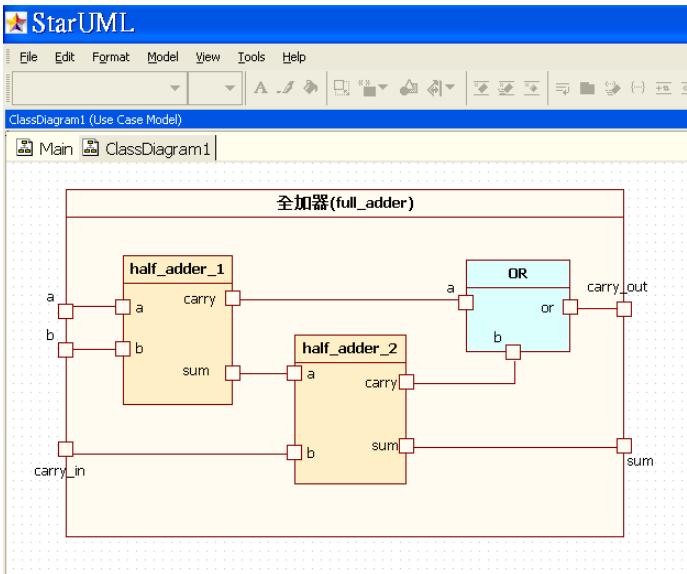 StarUML
File Edit Format Model View Tools Help
ClassDiagram1 (Use Case Model)
Main ClassDiagram1
全加器(full_adder)
half_adder_1
OR
a
a
carry
a
or
carry_out
b
b
b
half_adder_2
sum
a
carry
b
sum
carry_in
sum